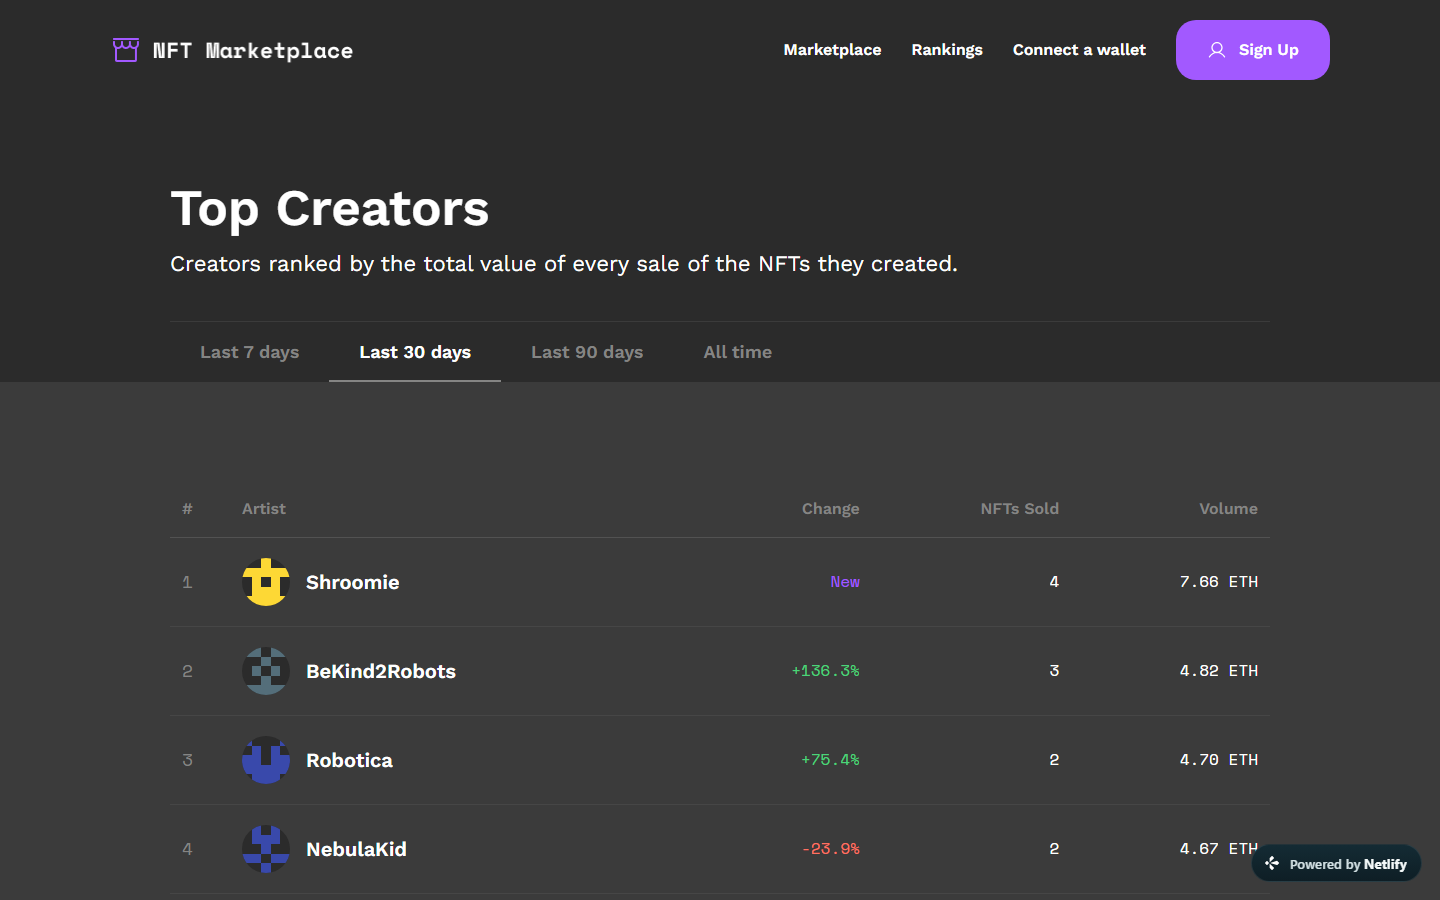 NFT Marketplace
Marketplace Rankings Connect a wallet Sign Up
Top Creators
Creators ranked by the total value of every sale of the NFTs they created.
Last 7 days Last 30 days Last 90 days All time
# Artist Change NFTs Sold Volume
1 Shroomie New 4 7.66 ETH
2 BeKind2Robots +136.3% 3 4.82 ETH
3 Robotica +75.4% 2 4.70 ETH
4 NebulaKid -23.9% 2 4.67 ETH
Powered by Netlify